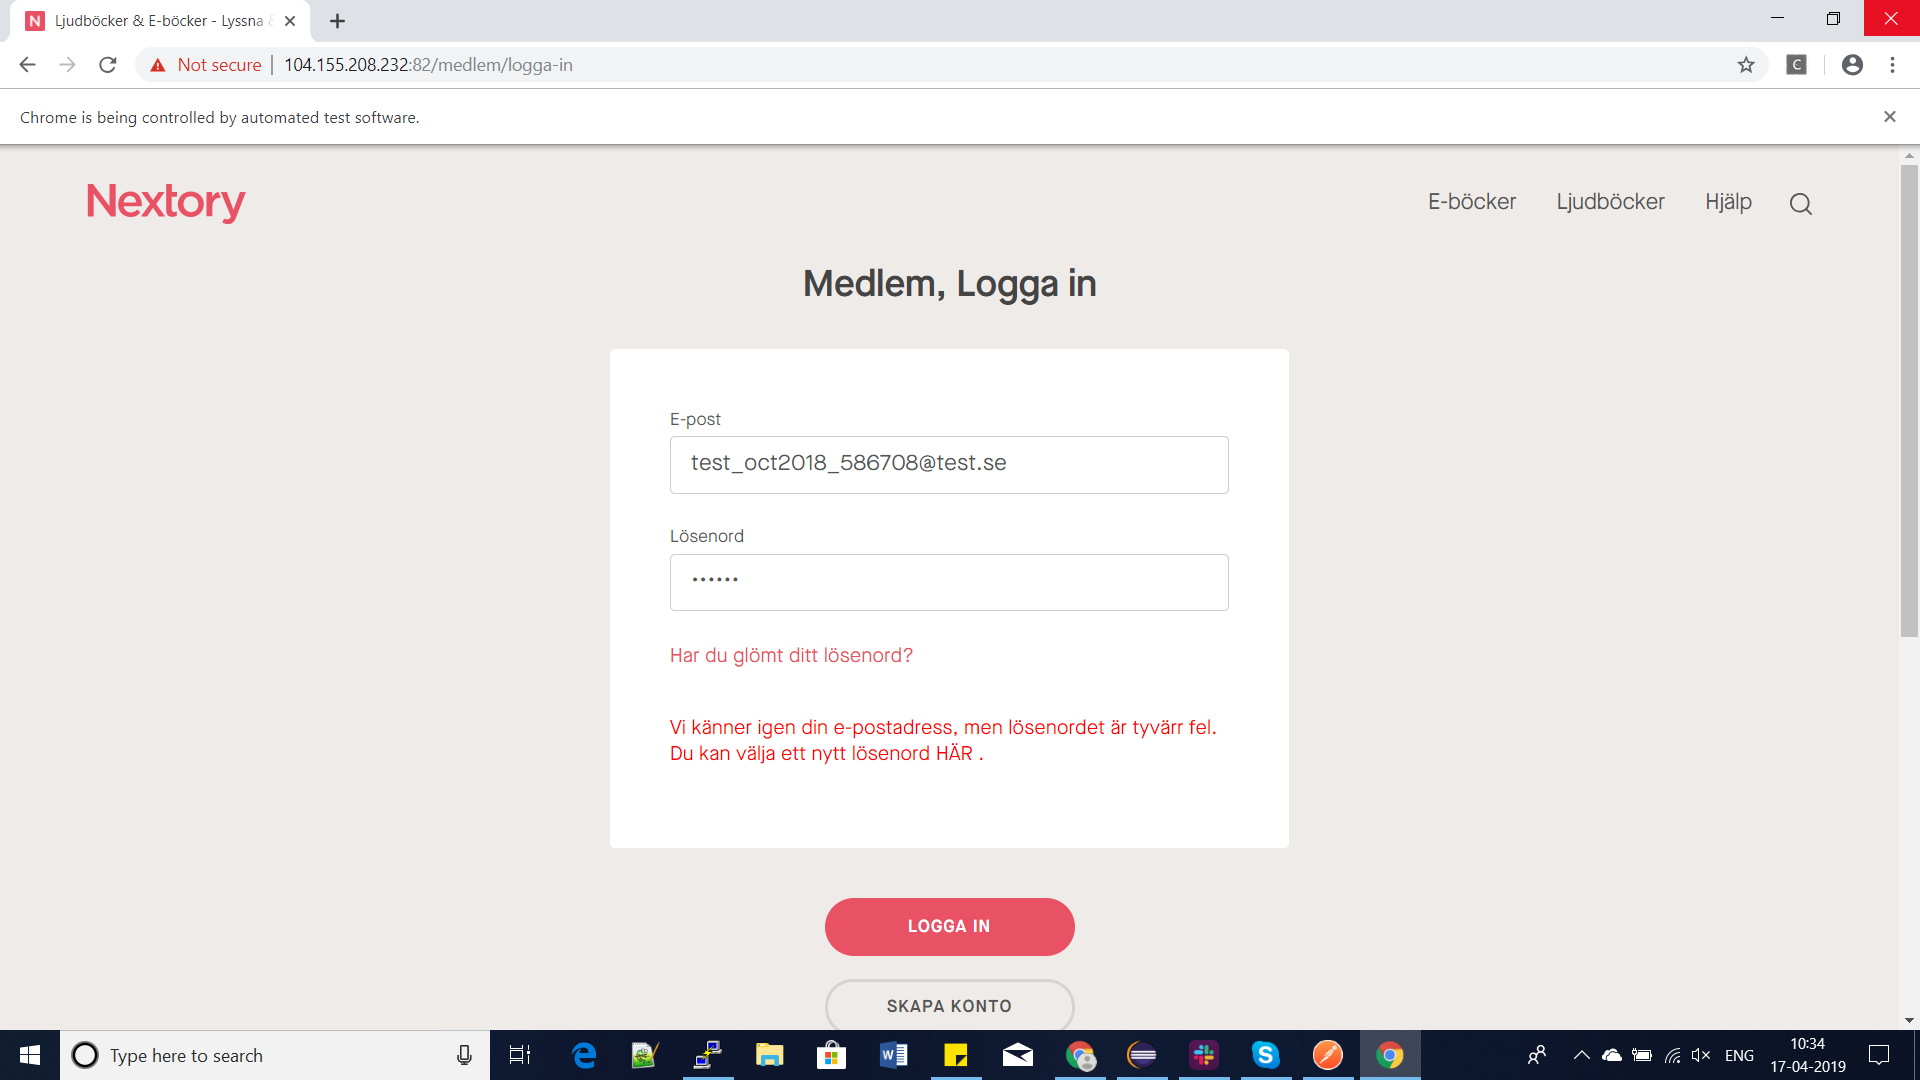 Ljudböcker & E-böcker - Lyssna
Not secure
104.155.208.232:82/medlem/logga-in
C
Chrome is being controlled by automated test software.
Nextory
E-böcker
Ljudböcker
Hjälp
Medlem, Logga in
E-post
test_oct2018_586708@test.se
Lösenord
••••••
Har du glömt ditt lösenord?
Vi känner igen din e-postadress, men lösenordet är tyvärr fel.
Du kan välja ett nytt lösenord HÄR .
LOGGA IN
SKAPA KONTO
Type here to search
ENG
10:34
17-04-2019